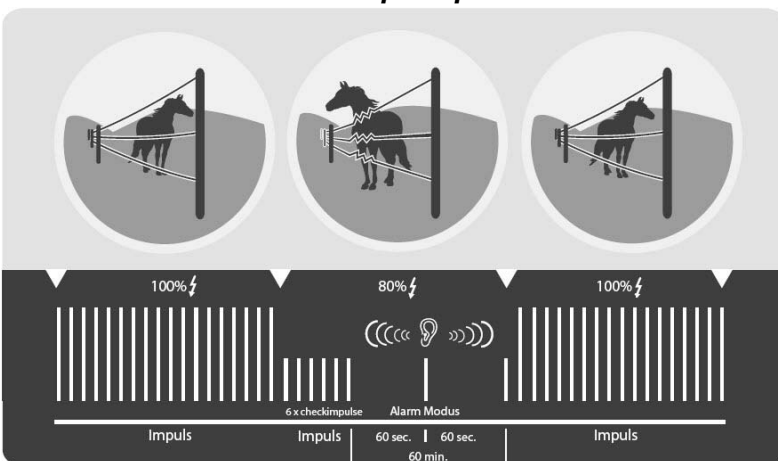 100% 80% 100%
6 x checkimpulse Alarm Modus
Impuls Impuls 60 sec. 60 sec. Impuls
60 min.